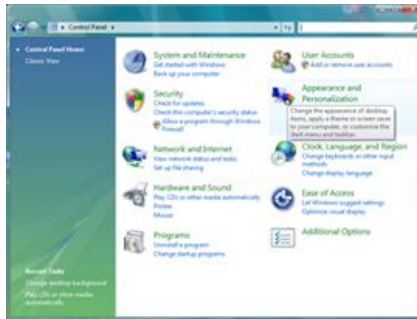 Control Panel
Control Panel Home
Classic View
System and Maintenance
Get started with Windows
Back up your computer
Security
Check for updates
Check this computer's security status
Allow a program through Windows
Firewall
Network and Internet
View network status and tasks
Set up file sharing
Hardware and Sound
Play CDs or other media automatically
Printer
Mouse
Programs
Uninstall a program
Change startup programs
User Accounts
Add or remove user accounts
Appearance and
Personalization
Change the appearance of desktop
items, apply a theme or screen saver
to your computer, or customize the
Start menu and taskbar.
Clock, Language, and Region
Change keyboards or other input
methods
Change display language
Ease of Access
Let Windows suggest settings
Optimize visual display
Additional Options
Recent Tasks
Change desktop background
Play CDs or other media
automatically